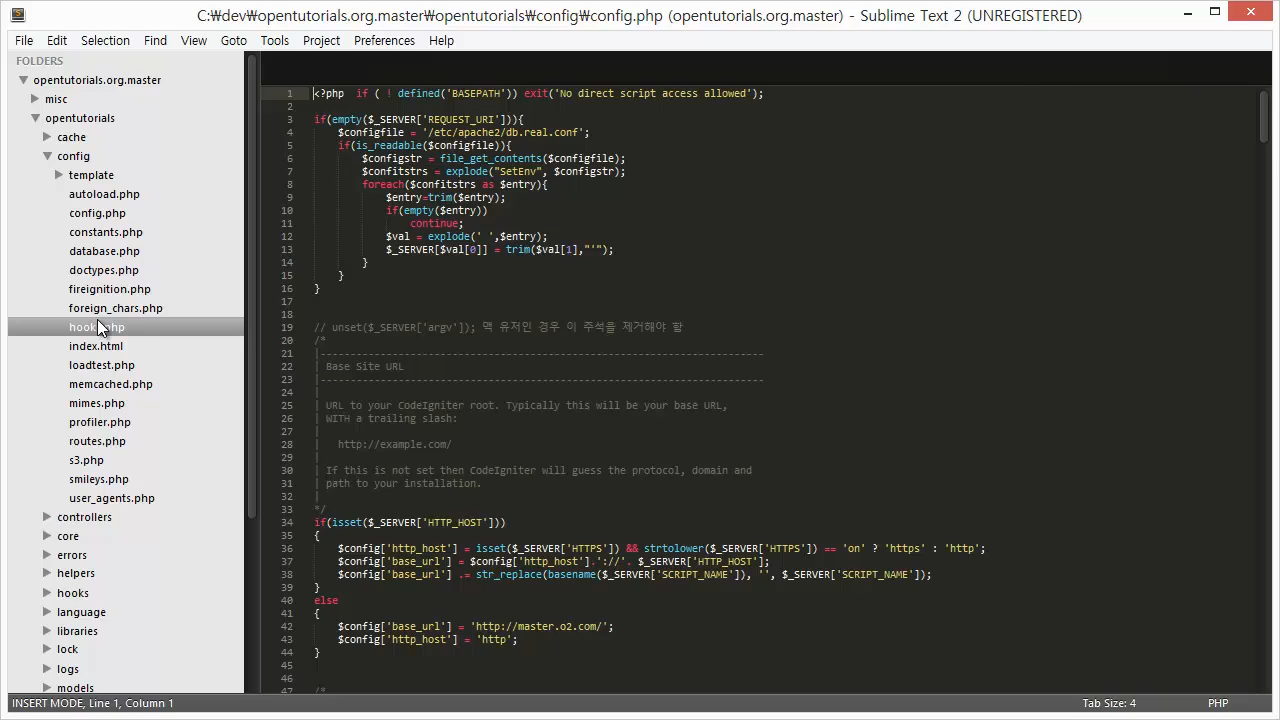 C:₩dev₩opentutorials.org.master₩opentutorials₩config₩config.php (opentutorials.org.master) - Sublime Text 2 (UNREGISTERED)
File Edit Selection Find View Goto Tools Project Preferences Help
FOLDERS
opentutorials.org.master
misc
opentutorials
cache
config
template
autoload.php
config.php
constants.php
database.php
doctypes.php
fireignition.php
foreign_chars.php
index.html
loadtest.php
memcached.php
mimes.php
profiler.php
routes.php
s3.php
smileys.php
user_agents.php
controllers
core
errors
helpers
hooks
language
libraries
lock
logs
models
1 <?php  if ( ! defined('BASEPATH')) exit('No direct script access allowed');
2
3 if(empty($_SERVER['REQUEST_URI'])){
4     $configfile = '/etc/apache2/db.real.conf';
5     if(is_readable($configfile)){
6         $configstr = file_get_contents($configfile);
7         $confitstrs = explode("SetEnv", $configstr);
8         foreach($confitstrs as $entry){
9             $entry=trim($entry);
10             if(empty($entry))
11                 continue;
12             $val = explode(' ',$entry);
13             $_SERVER[$val[0]] = trim($val[1],"'");
14         }
15     }
16 }
17
18
19 // unset($_SERVER['argv']); 맥 유저인 경우 이 주석을 제거해야 함
20 /*
21 |--------------------------------------------------------------------------
22 | Base Site URL
23 |--------------------------------------------------------------------------
24 |
25 | URL to your CodeIgniter root. Typically this will be your base URL,
26 | WITH a trailing slash:
27 |
28 |   http://example.com/
29 |
30 | If this is not set then CodeIgniter will guess the protocol, domain and
31 | path to your installation.
32 |
33 */
34 if(isset($_SERVER['HTTP_HOST']))
35 {
36     $config['http_host'] = isset($_SERVER['HTTPS']) && strtolower($_SERVER['HTTPS']) == 'on' ? 'https' : 'http';
37     $config['base_url'] = $config['http_host'].'://'. $_SERVER['HTTP_HOST'];
38     $config['base_url'] .= str_replace(basename($_SERVER['SCRIPT_NAME']), '', $_SERVER['SCRIPT_NAME']);
39 }
40 else
41 {
42     $config['base_url'] = 'http://master.o2.com/';
43     $config['http_host'] = 'http';
44 }
45
46
47 /*
INSERT MODE, Line 1, Column 1 Tab Size: 4 PHP